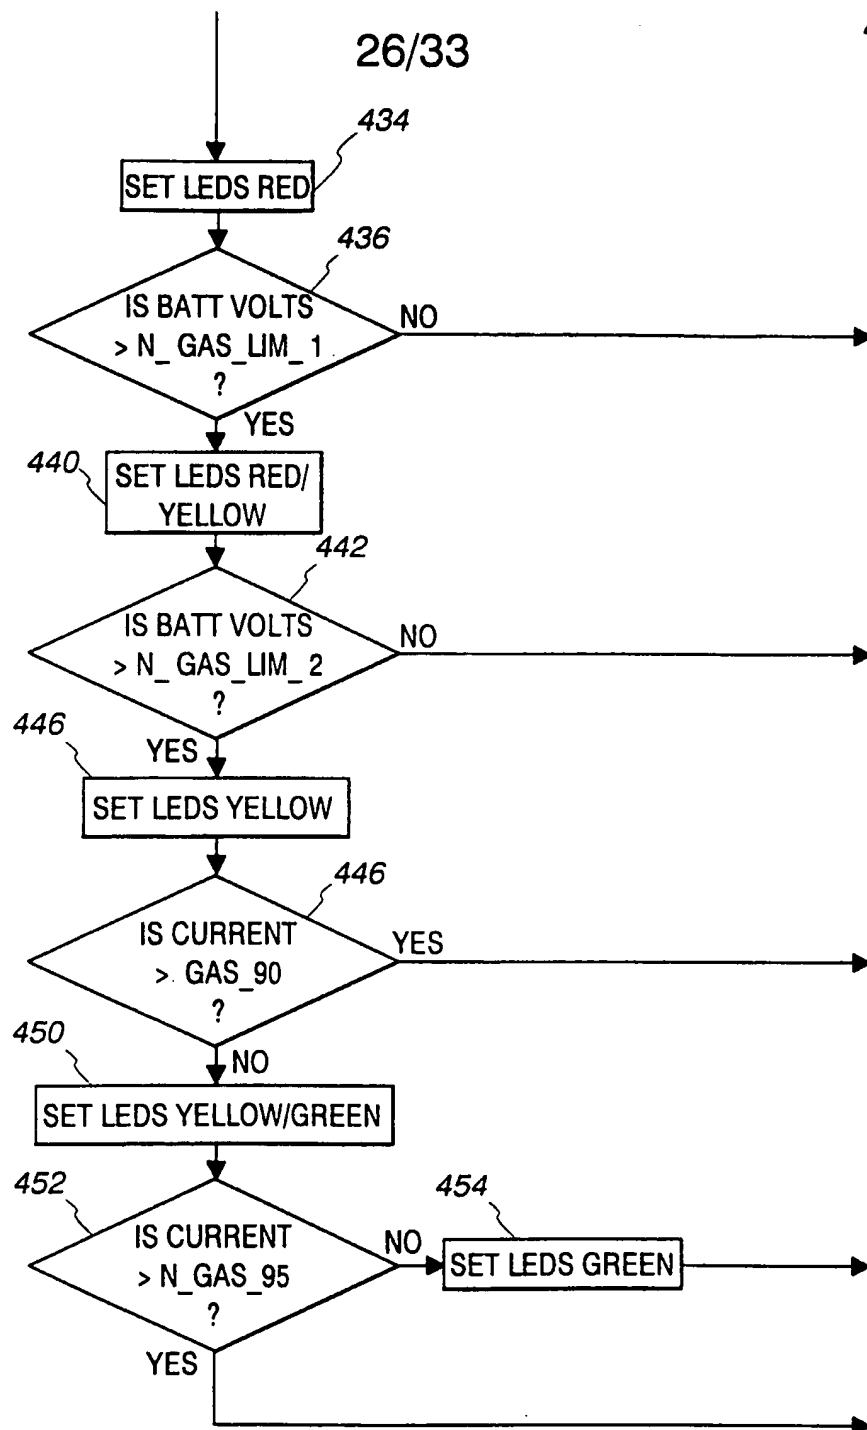 26/33
434
SET LEDS RED
436
IS BATT VOLTS
> N_ GAS_LIM_ 1
?
NO
YES
440
SET LEDS RED/
YELLOW
442
IS BATT VOLTS
> N_ GAS_LIM_ 2
?
NO
YES
446
SET LEDS YELLOW
446
IS CURRENT
> GAS_90
?
YES
NO
450
SET LEDS YELLOW/GREEN
452
IS CURRENT
> N_GAS_95
?
NO
454
SET LEDS GREEN
YES